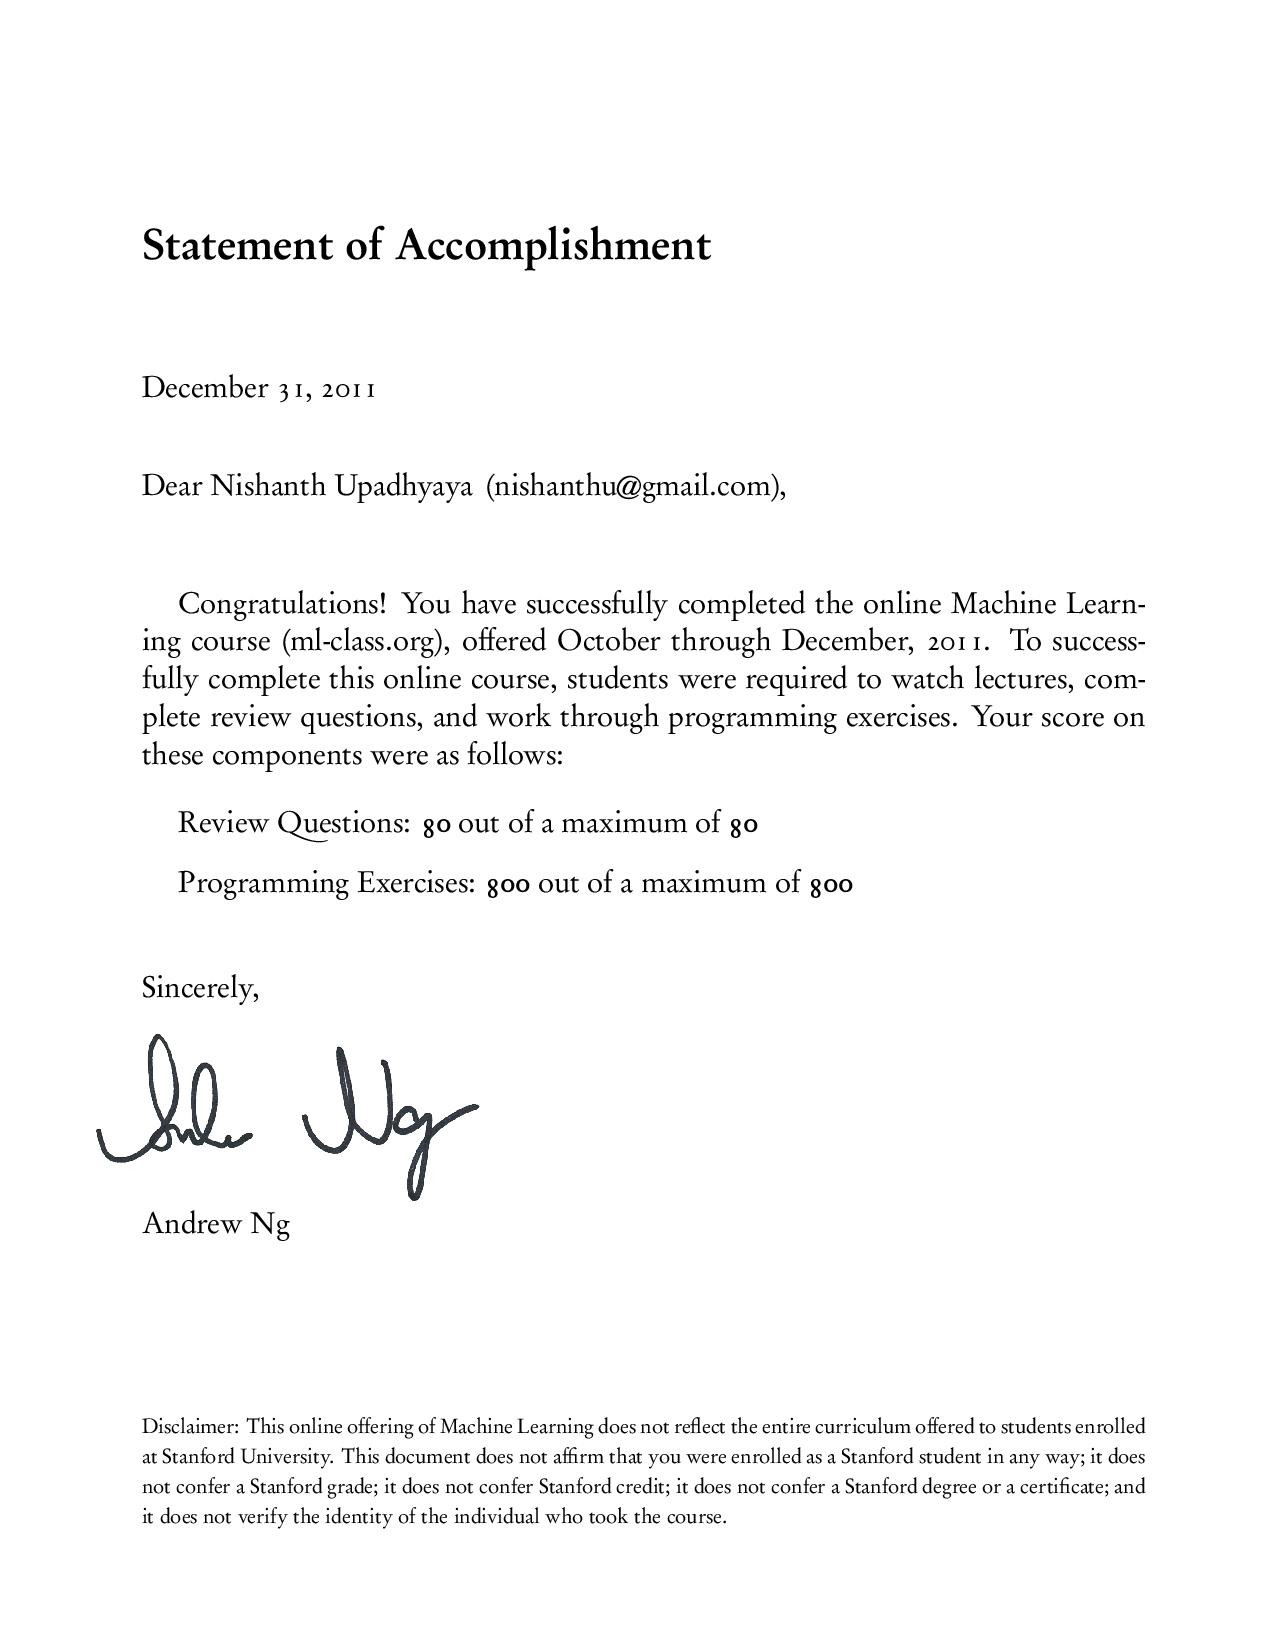 Statement of Accomplishment
December 31, 2011
Dear Nishanth Upadhyaya (nishanthu@gmail.com),
Congratulations! You have successfully completed the online Machine Learn-
ing course (ml-class.org), offered October through December, 2011. To success-
fully complete this online course, students were required to watch lectures, com-
plete review questions, and work through programming exercises. Your score on
these components were as follows:
Review Questions: 80 out of a maximum of 80
Programming Exercises: 800 out of a maximum of 800
Sincerely,
Andrew Ng
Andrew Ng
Disclaimer: This online offering of Machine Learning does not reflect the entire curriculum offered to students enrolled
at Stanford University. This document does not affirm that you were enrolled as a Stanford student in any way; it does
not confer a Stanford grade; it does not confer Stanford credit; it does not confer a Stanford degree or a certificate; and
it does not verify the identity of the individual who took the course.